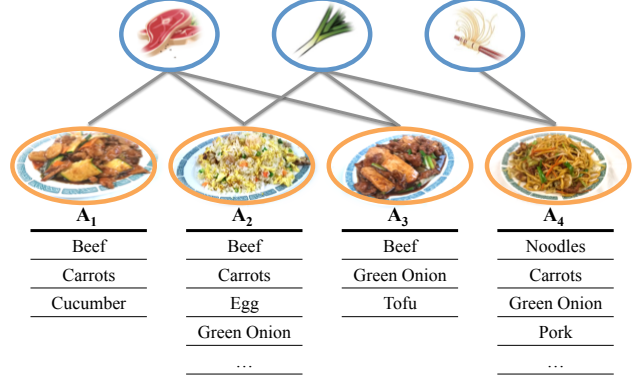 A1 A2 A3 A4
Beef Beef Beef Noodles
Carrots Carrots Green Onion Carrots
Cucumber Egg Tofu Green Onion
Green Onion Pork
… …